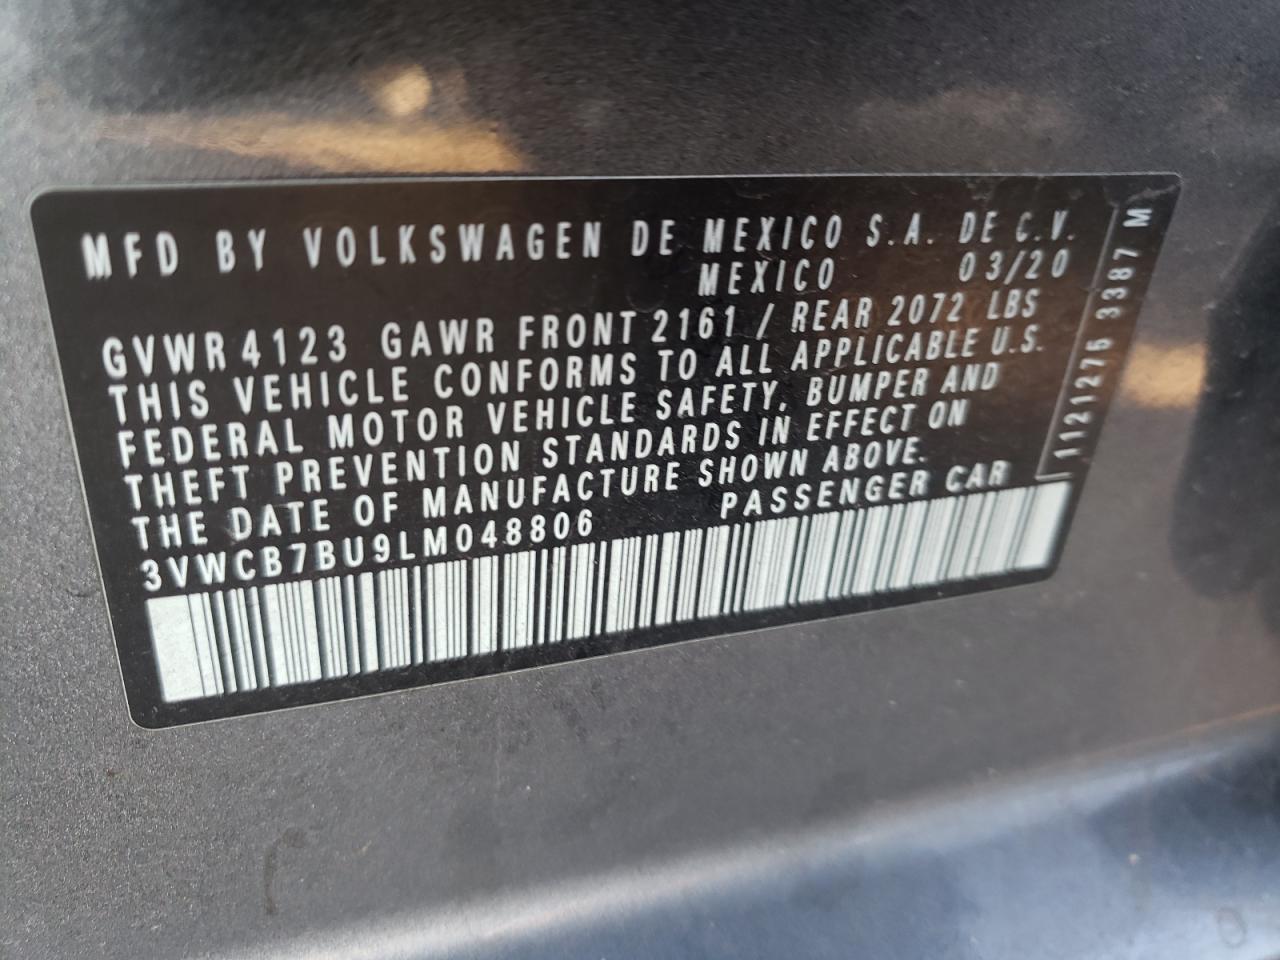 MFD BY VOLKSWAGEN DE MEXICO S.A. DE C.V.
MEXICO 03/20
GVWR 4123 GAWR FRONT 2161 / REAR 2072 LBS
THIS VEHICLE CONFORMS TO ALL APPLICABLE U.S.
FEDERAL MOTOR VEHICLE SAFETY, BUMPER AND
THEFT PREVENTION STANDARDS IN EFFECT ON
THE DATE OF MANUFACTURE SHOWN ABOVE.
3VWCB7BU9LM048806 PASSENGER CAR
1121275 3387 M